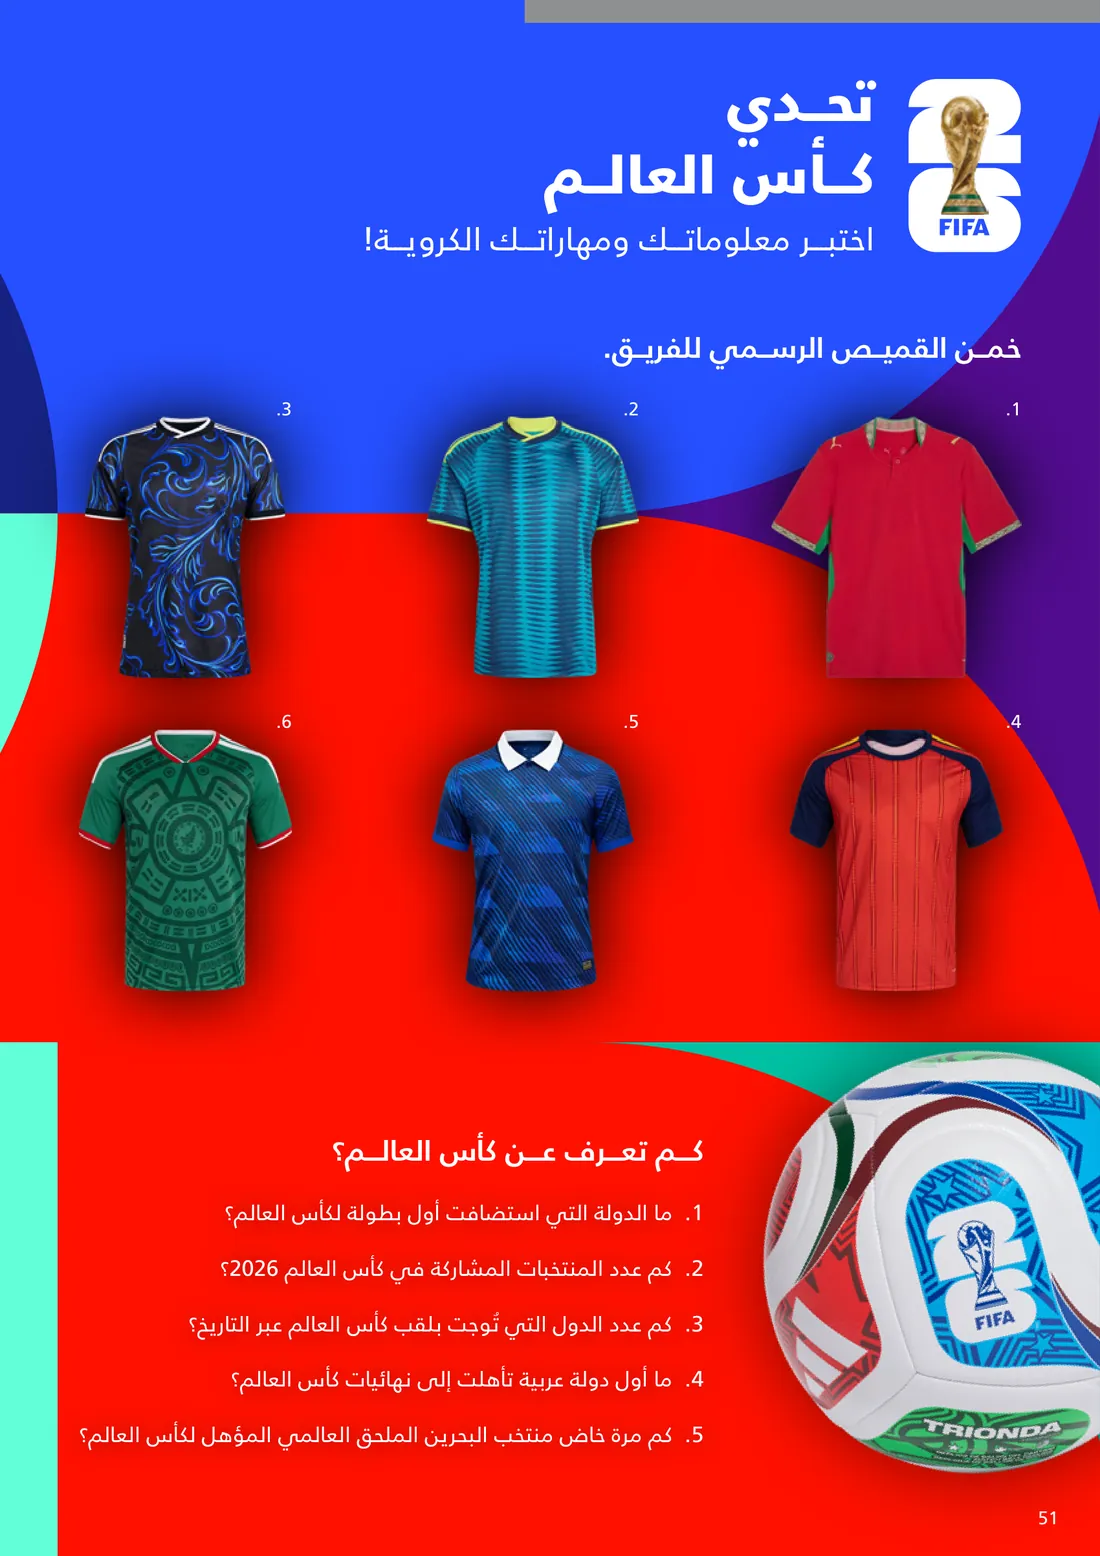 تحدي
كأس العالم
اختبر معلوماتك ومهاراتك الكروية!
FIFA
خمن القميص الرسمي للفريق.
1.
2.
3.
4.
5.
6.
XIX
كم تعرف عن كأس العالم؟
1. ما الدولة التي استضافت أول بطولة لكأس العالم؟
2. كم عدد المنتخبات المشاركة في كأس العالم 2026؟
3. كم عدد الدول التي تُوجت بلقب كأس العالم عبر التاريخ؟
4. ما أول دولة عربية تأهلت إلى نهائيات كأس العالم؟
5. كم مرة خاض منتخب البحرين الملحق العالمي المؤهل لكأس العالم؟
FIFA
TRIONDA
51